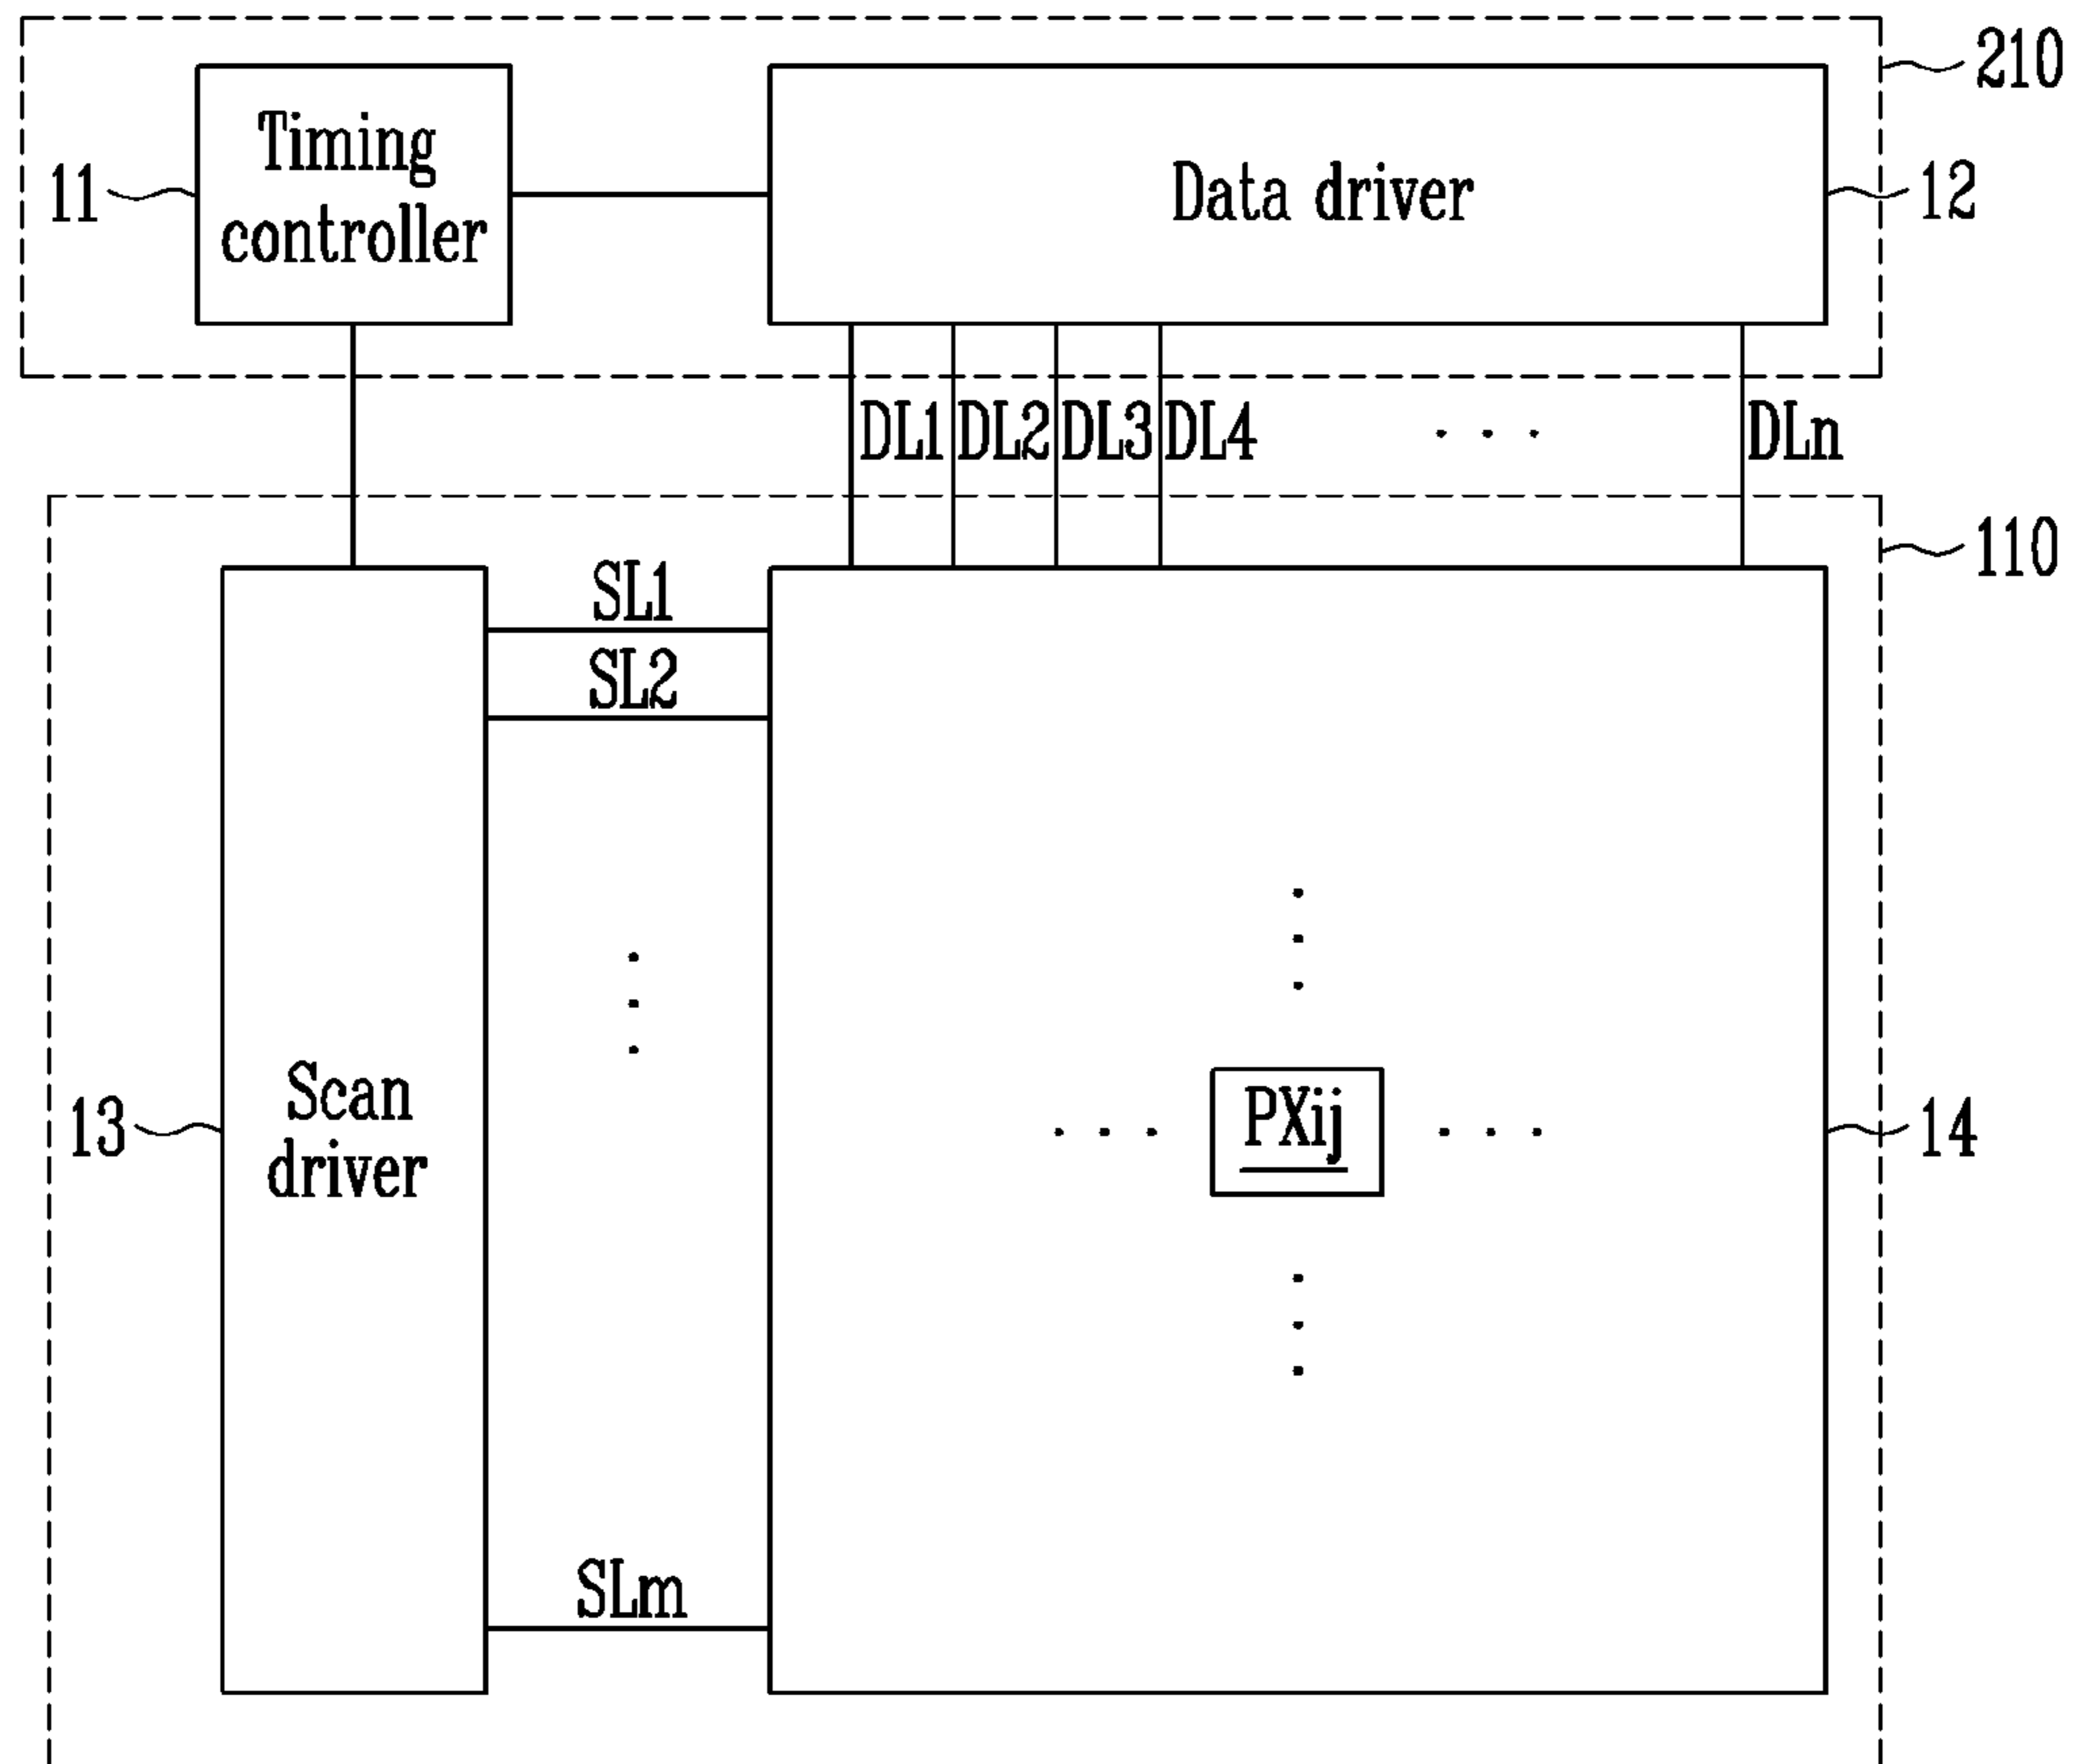 210
Timing
controller
11
Data driver
12
DL1 DL2 DL3 DL4 . . . DLn
110
SL1
SL2
Scan
driver
13
PXij
14
SLm